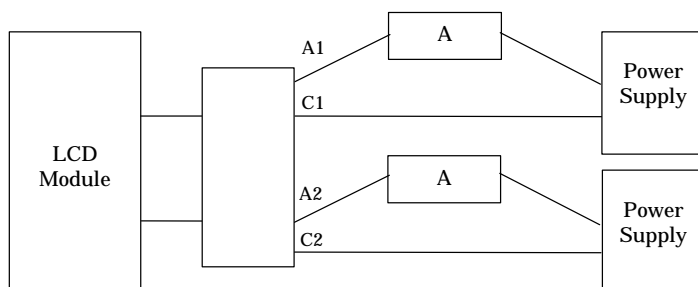 LCD
Module
A1
A
C1
Power
Supply
A2
A
C2
Power
Supply